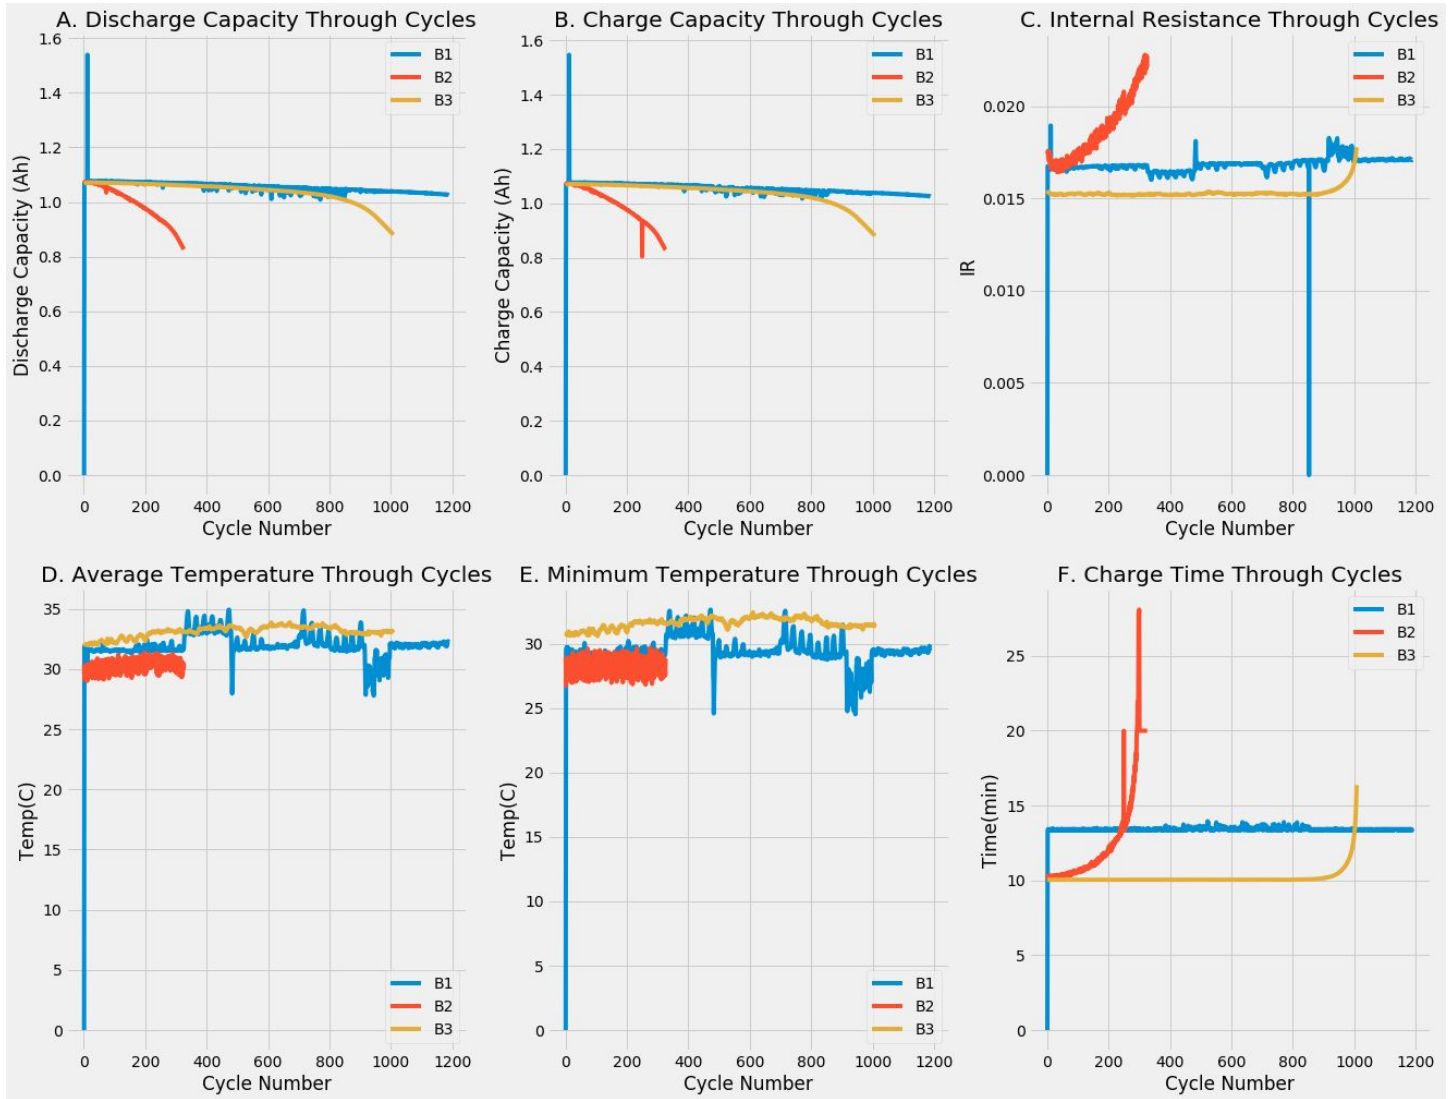 A. Discharge Capacity Through Cycles
1.6
1.4
1.2
1.0
0.8
0.6
0.4
0.2
0.0
Discharge Capacity (Ah)
B1
B2
B3
0 200 400 600 800 1000 1200
Cycle Number
B. Charge Capacity Through Cycles
1.6
1.4
1.2
1.0
0.8
0.6
0.4
0.2
0.0
Charge Capacity (Ah)
B1
B2
B3
0 200 400 600 800 1000 1200
Cycle Number
C. Internal Resistance Through Cycles
0.020
0.015
0.010
0.005
0.000
IR
B1
B2
B3
0 200 400 600 800 1000 1200
Cycle Number
D. Average Temperature Through Cycles
35
30
25
20
15
10
5
0
Temp(C)
B1
B2
B3
0 200 400 600 800 1000 1200
Cycle Number
E. Minimum Temperature Through Cycles
30
25
20
15
10
5
0
Temp(C)
B1
B2
B3
0 200 400 600 800 1000 1200
Cycle Number
F. Charge Time Through Cycles
25
20
15
10
5
0
Time(min)
B1
B2
B3
0 200 400 600 800 1000 1200
Cycle Number